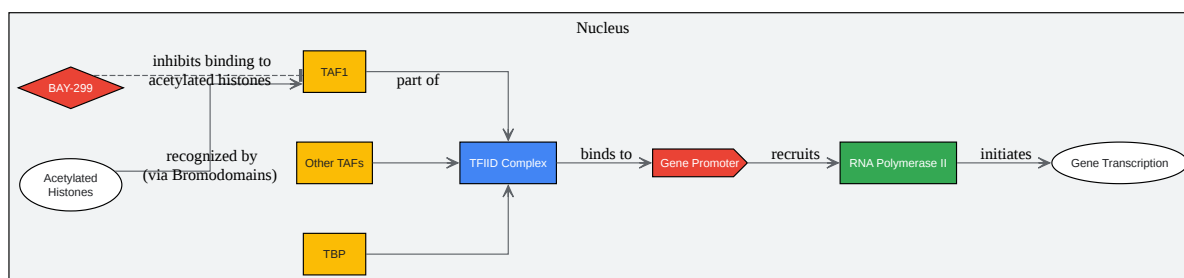 Nucleus
inhibits binding to
acetylated histones
BAY-299
TAF1
part of
recognized by
(via Bromodomains)
Acetylated
Histones
Other TAFs
TFIID Complex
binds to
Gene Promoter
recruits
RNA Polymerase II
initiates
Gene Transcription
TBP